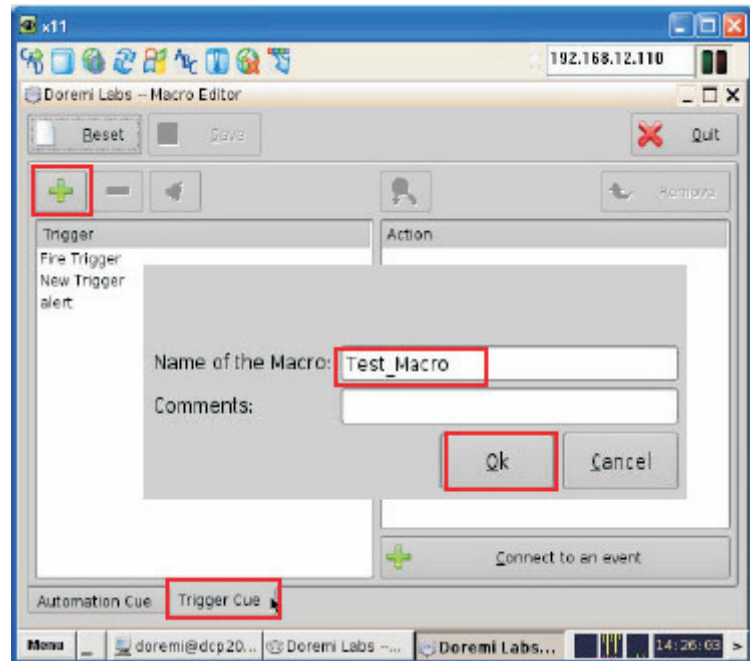 x11
192.168.12.110
Doremi Labs -- Macro Editor
Reset
Save
Quit
Remove
Trigger
Action
Fire Trigger
New Trigger
alert
Name of the Macro:
Test_Macro
Comments:
Ok
Cancel
Connect to an event
Automation Cue
Trigger Cue
Menu
doremi@dcp20...
Doremi Labs --...
Doremi Labs...
14:26:03
>